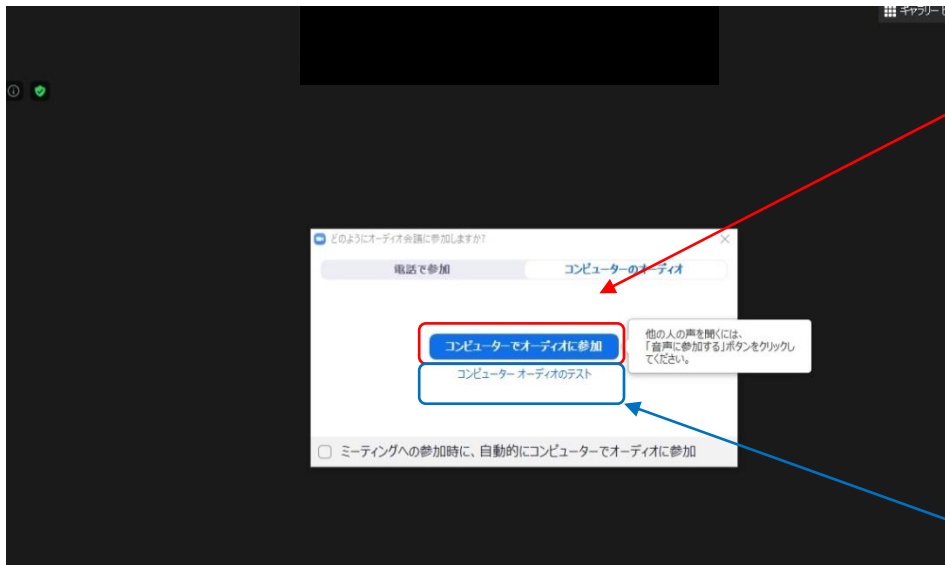 ギャラリー
どのようにオーディオ会議に参加しますか?
電話で参加
コンピューターのオーディオ
コンピューターでオーディオに参加
他の人の声を聞くには、
「音声に参加する」ボタンをクリックし
てください。
コンピューター オーディオのテスト
ミーティングへの参加時に、自動的にコンピューターでオーディオに参加